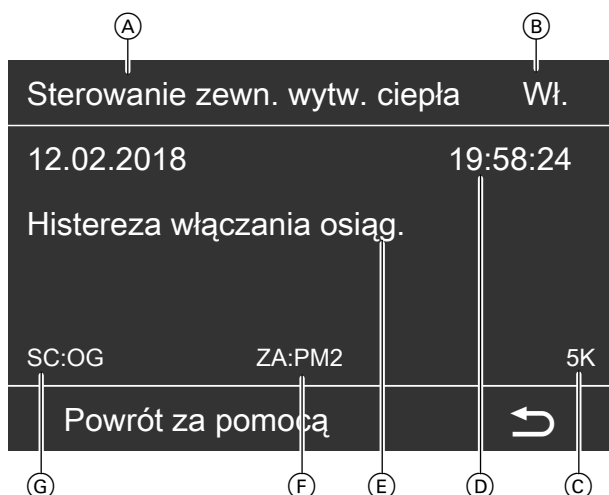 A B
Sterowanie zewn. wytw. ciepła Wł.
12.02.2018 19:58:24
Histereza włączania osiąg.
SC:OG ZA:PM2 5K
Powrót za pomocą
G F E D C